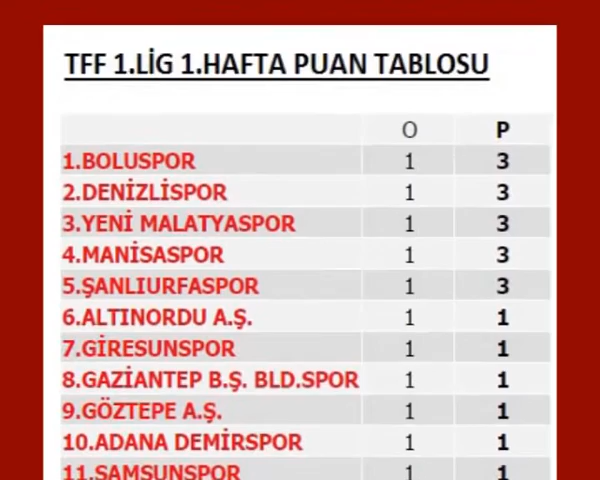 TFF 1.LİG 1.HAFTA PUAN TABLOSU
O P
1.BOLUSPOR 1 3
2.DENİZLİSPOR 1 3
3.YENİ MALATYASPOR 1 3
4.MANİSASPOR 1 3
5.ŞANLIURFASPOR 1 3
6.ALTINORDU A.Ş. 1 1
7.GİRESUNSPOR 1 1
8.GAZİANTEP B.Ş. BLD.SPOR 1 1
9.GÖZTEPE A.Ş. 1 1
10.ADANA DEMİRSPOR 1 1
11.SAMSUNSPOR 1 1